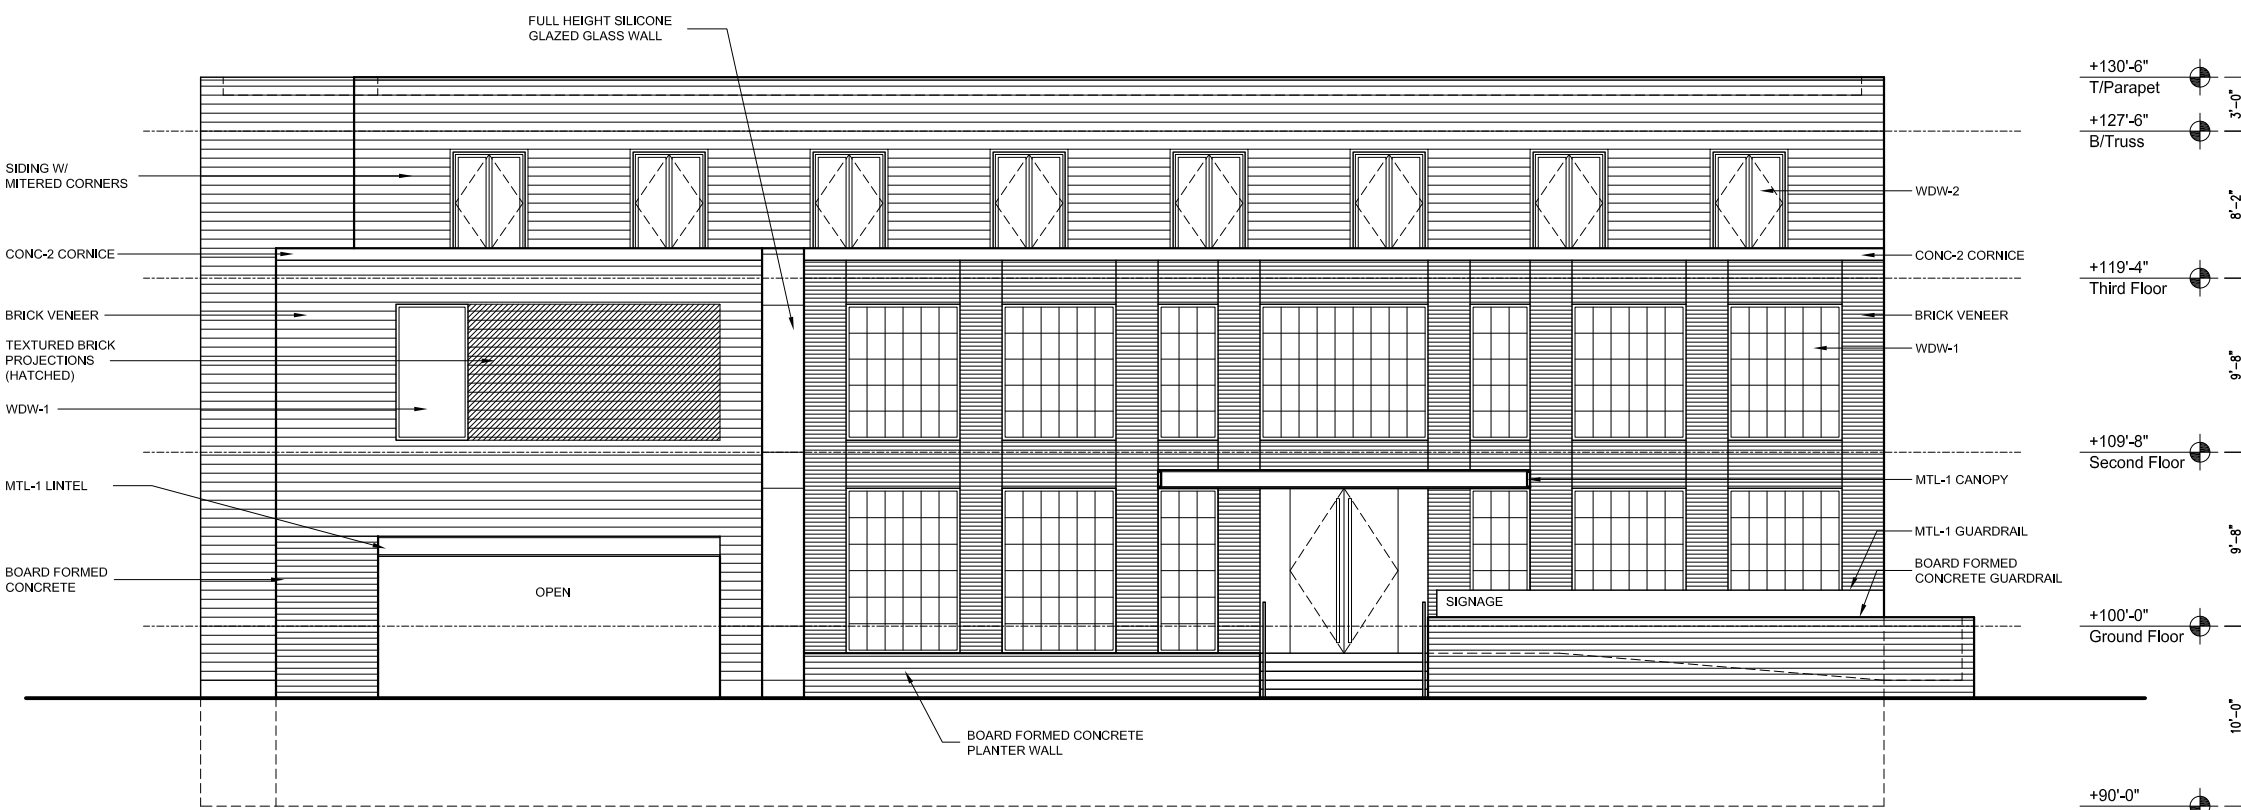 FULL HEIGHT SILICONE
GLAZED GLASS WALL
SIDING W/
MITERED CORNERS
CONC-2 CORNICE
BRICK VENEER
TEXTURED BRICK
PROJECTIONS
(HATCHED)
WDW-1
MTL-1 LINTEL
BOARD FORMED
CONCRETE
OPEN
SIGNAGE
BOARD FORMED CONCRETE
PLANTER WALL
WDW-2
CONC-2 CORNICE
BRICK VENEER
WDW-1
MTL-1 CANOPY
MTL-1 GUARDRAIL
BOARD FORMED
CONCRETE GUARDRAIL
+130'-6"
T/Parapet
3'-0"
+127'-6"
B/Truss
8'-2"
+119'-4"
Third Floor
9'-8"
+109'-8"
Second Floor
9'-8"
+100'-0"
Ground Floor
10'-0"
+90'-0"